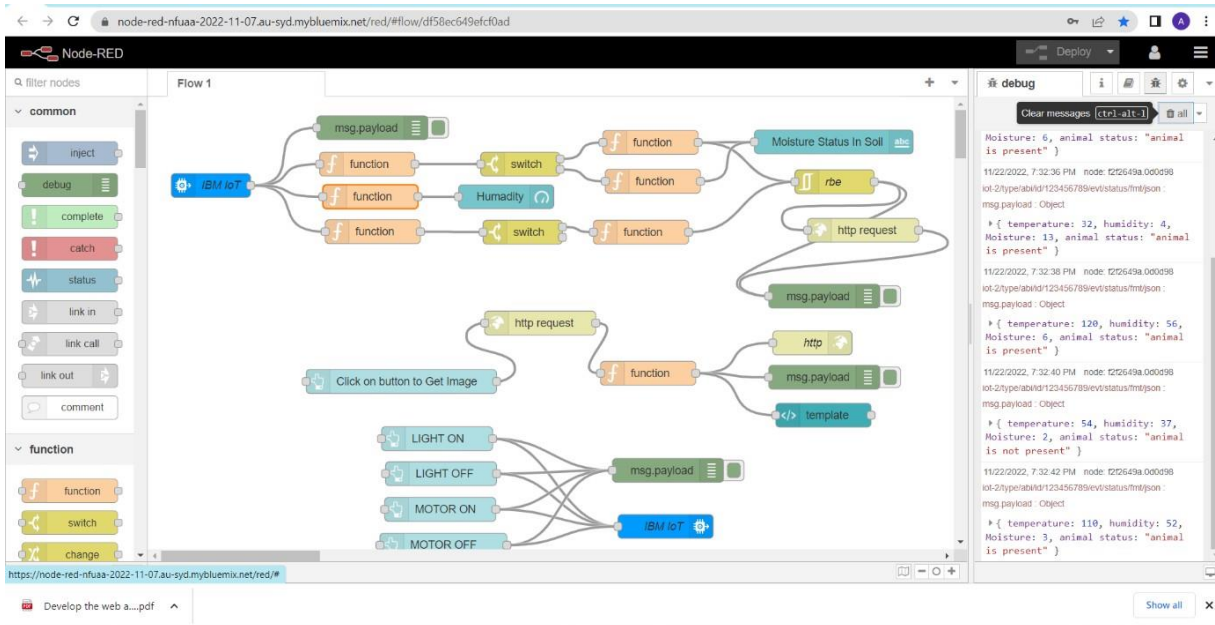 node-red-nfuaa-2022-11-07.au-syd.mybluemix.net/red/#flow/df58ec649efcf0ad
A
Node-RED
Deploy
filter nodes
common
inject
debug
complete
catch
status
link in
link call
link out
comment
function
function
switch
change
Flow 1
msg.payload
function
switch
function
Moisture Status In Soil
abc
IBM IoT
function
Humadity
function
rbe
function
switch
function
http request
msg.payload
http request
http
Click on button to Get Image
function
msg.payload
</> template
LIGHT ON
LIGHT OFF
msg.payload
MOTOR ON
IBM IoT
MOTOR OFF
debug
i
Clear messages ctrl-alt-l
all
Moisture: 6, animal status: "animal
is present" }
11/22/2022, 7:32:36 PM node: f2f2649a.0d0d98
iot-2/type/abi/id/123456789/evt/status/fmt/json :
msg.payload : Object
{ temperature: 32, humidity: 4,
Moisture: 13, animal status: "animal
is present" }
11/22/2022, 7:32:38 PM node: f2f2649a.0d0d98
iot-2/type/abi/id/123456789/evt/status/fmt/json :
msg.payload : Object
{ temperature: 120, humidity: 56,
Moisture: 6, animal status: "animal
is present" }
11/22/2022, 7:32:40 PM node: f2f2649a.0d0d98
iot-2/type/abi/id/123456789/evt/status/fmt/json :
msg.payload : Object
{ temperature: 54, humidity: 37,
Moisture: 2, animal status: "animal
is not present" }
11/22/2022, 7:32:42 PM node: f2f2649a.0d0d98
iot-2/type/abi/id/123456789/evt/status/fmt/json :
msg.payload : Object
{ temperature: 110, humidity: 52,
Moisture: 3, animal status: "animal
is present" }
https://node-red-nfuaa-2022-11-07.au-syd.mybluemix.net/red/#
Develop the web a....pdf
Show all